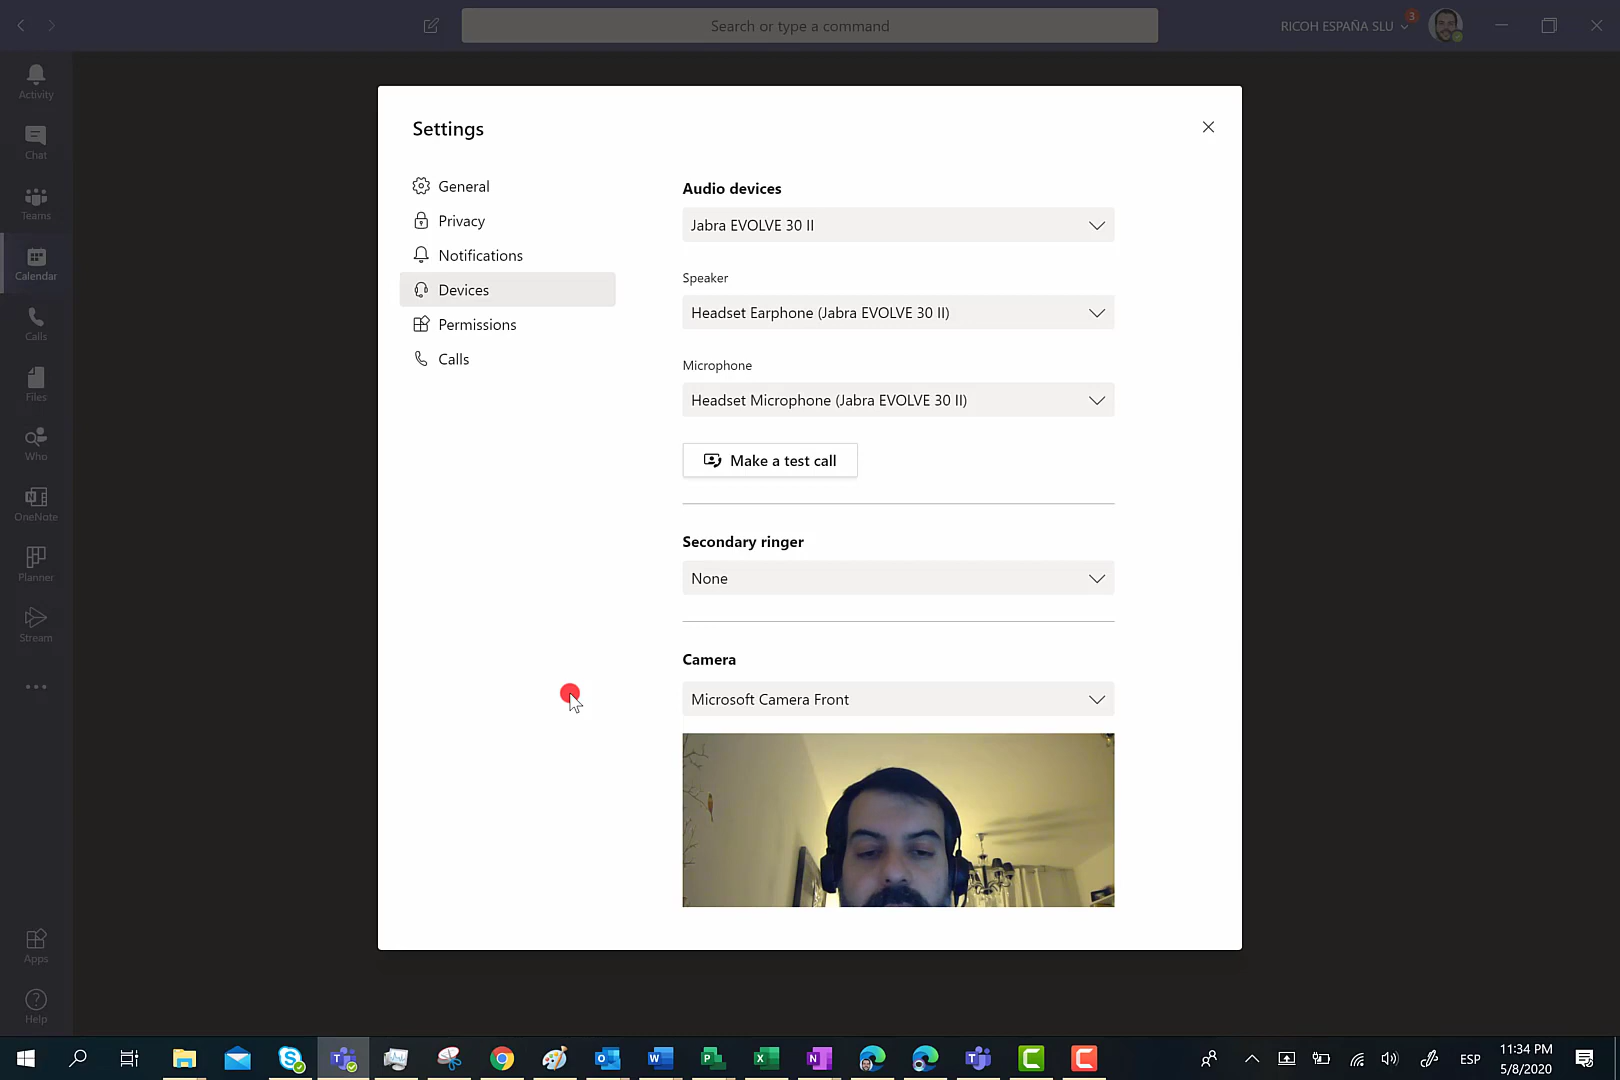 Search or type a command
RICOH ESPAÑA SLU
3
Activity
Chat
Teams
Calendar
Calls
Files
Who
OneNote
Planner
Stream
Apps
Help
Settings
General
Privacy
Notifications
Devices
Permissions
Calls
Audio devices
Jabra EVOLVE 30 II
Speaker
Headset Earphone (Jabra EVOLVE 30 II)
Microphone
Headset Microphone (Jabra EVOLVE 30 II)
Make a test call
Secondary ringer
None
Camera
Microsoft Camera Front
ESP
11:34 PM
5/8/2020